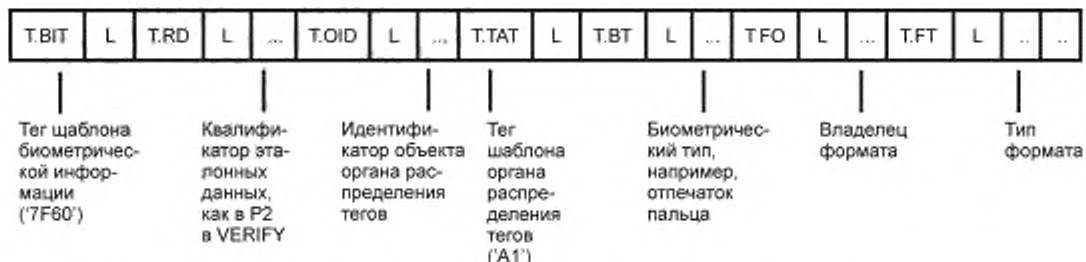 T.BIT L T.RD L ... T.OID L ... T.TAT L T.BT L ... T FO L ... T.FT L .. ..
Тег щаблона
биометричес-
кой инфор-
мации
('7F60')
Квалифи-
катор эта-
лонных
данных,
как в P2
в VERIFY
Идентифи-
катор объекта
органа рас-
пределения
тегов
Тег
шаблона
органа
распре-
деления
тегов
('A1')
Биометричес-
кий тип,
например,
отпечаток
пальца
Владелец
формата
Тип
формата